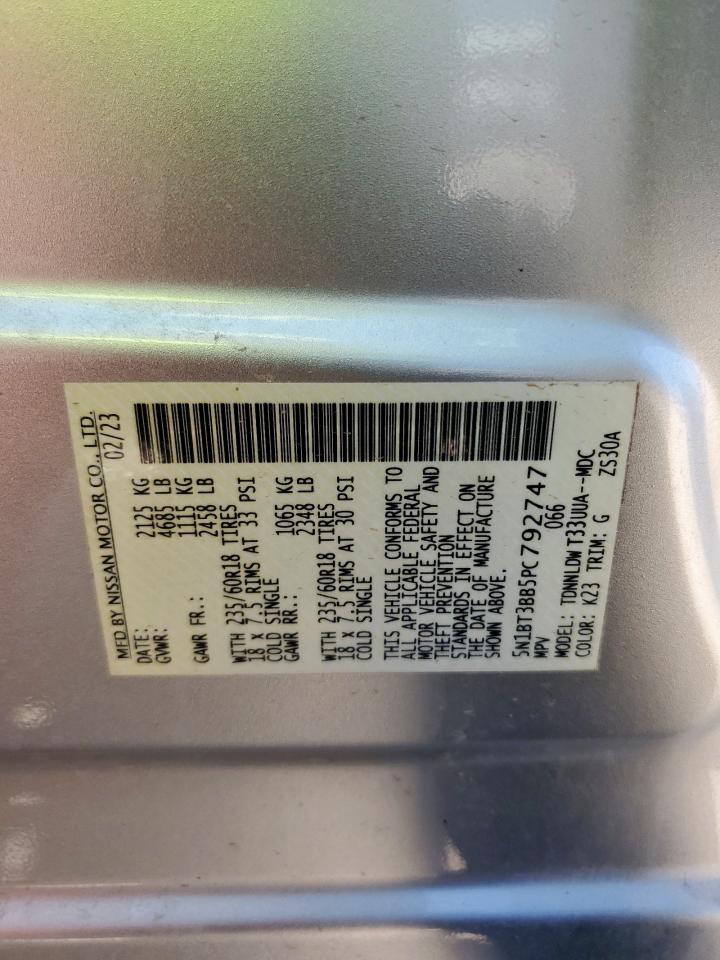 MFD BY NISSAN MOTOR CO., LTD.
DATE: 02/23
GVWR: 2125 KG
4685 LB
1115 KG
GAWR FR.: 2458 LB
WITH 235/60R18 TIRES
18 x 7.5 RIMS AT 33 PSI
COLD SINGLE
GAWR RR.: 1065 KG
2348 LB
WITH 235/60R18 TIRES
18 x 7.5 RIMS AT 30 PSI
COLD SINGLE
THIS VEHICLE CONFORMS TO
ALL APPLICABLE FEDERAL
MOTOR VEHICLE SAFETY AND
THEFT PREVENTION
STANDARDS IN EFFECT ON
THE DATE OF MANUFACTURE
SHOWN ABOVE.
5N1BT3BB5PC792747
MPV 066
MODEL: TDNNLDW T33UUA--MDC
COLOR: K23 TRIM: G ZS30A